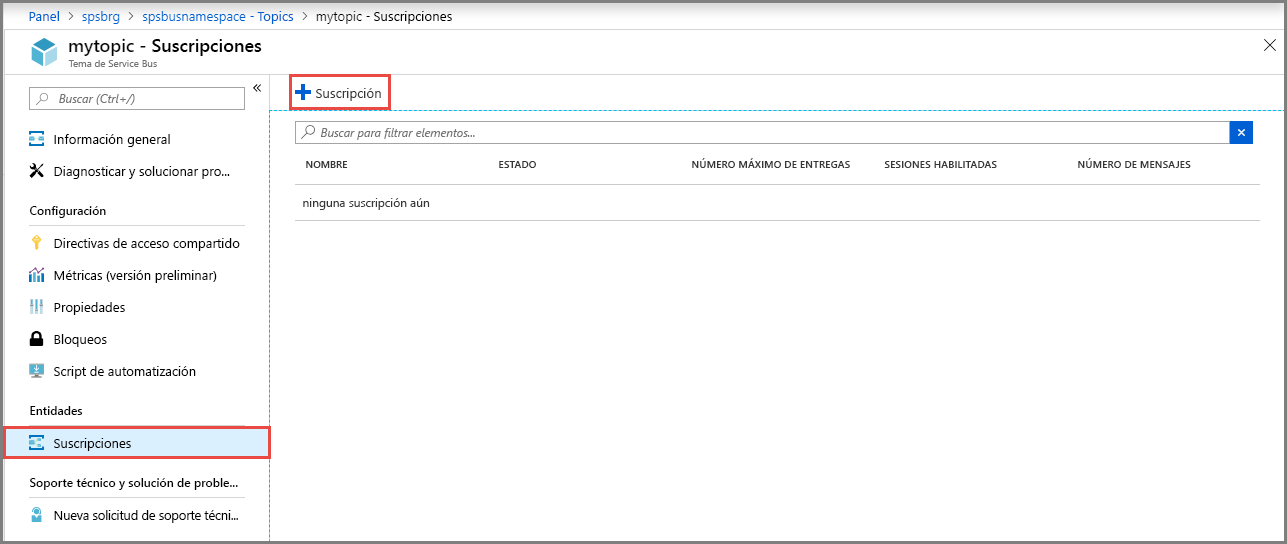 Panel > spsbrg > spsbusnamespace - Topics > mytopic - Suscripciones
mytopic - Suscripciones
Tema de Service Bus
Buscar (Ctrl+/)
«
Información general
Diagnosticar y solucionar pro...
Configuración
Directivas de acceso compartido
Métricas (versión preliminar)
Propiedades
Bloqueos
Script de automatización
Entidades
Suscripciones
Soporte técnico y solución de proble...
Nueva solicitud de soporte técni...
Suscripción
Buscar para filtrar elementos...
NOMBRE ESTADO NÚMERO MÁXIMO DE ENTREGAS SESIONES HABILITADAS NÚMERO DE MENSAJES
ninguna suscripción aún